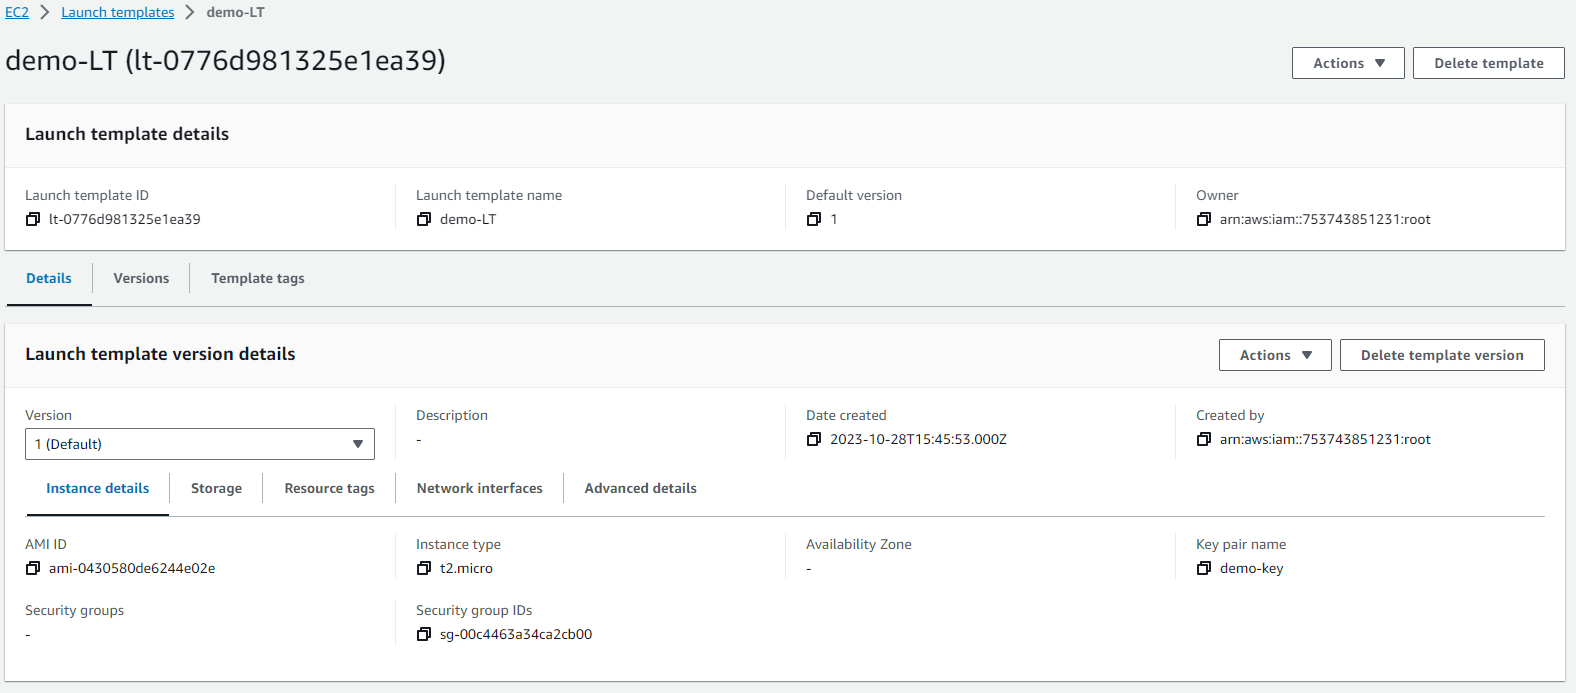 EC2 > Launch templates > demo-LT
demo-LT (lt-0776d981325e1ea39)
Actions ▼
Delete template
Launch template details
Launch template ID
Launch template name
Default version
Owner
lt-0776d981325e1ea39
demo-LT
1
arn:aws:iam::753743851231:root
Details
Versions
Template tags
Launch template version details
Actions ▼
Delete template version
Version
Description
Date created
Created by
1 (Default)
-
2023-10-28T15:45:53.000Z
arn:aws:iam::753743851231:root
Instance details
Storage
Resource tags
Network interfaces
Advanced details
AMI ID
Instance type
Availability Zone
Key pair name
ami-0430580de6244e02e
t2.micro
-
demo-key
Security groups
Security group IDs
-
sg-00c4463a34ca2cb00